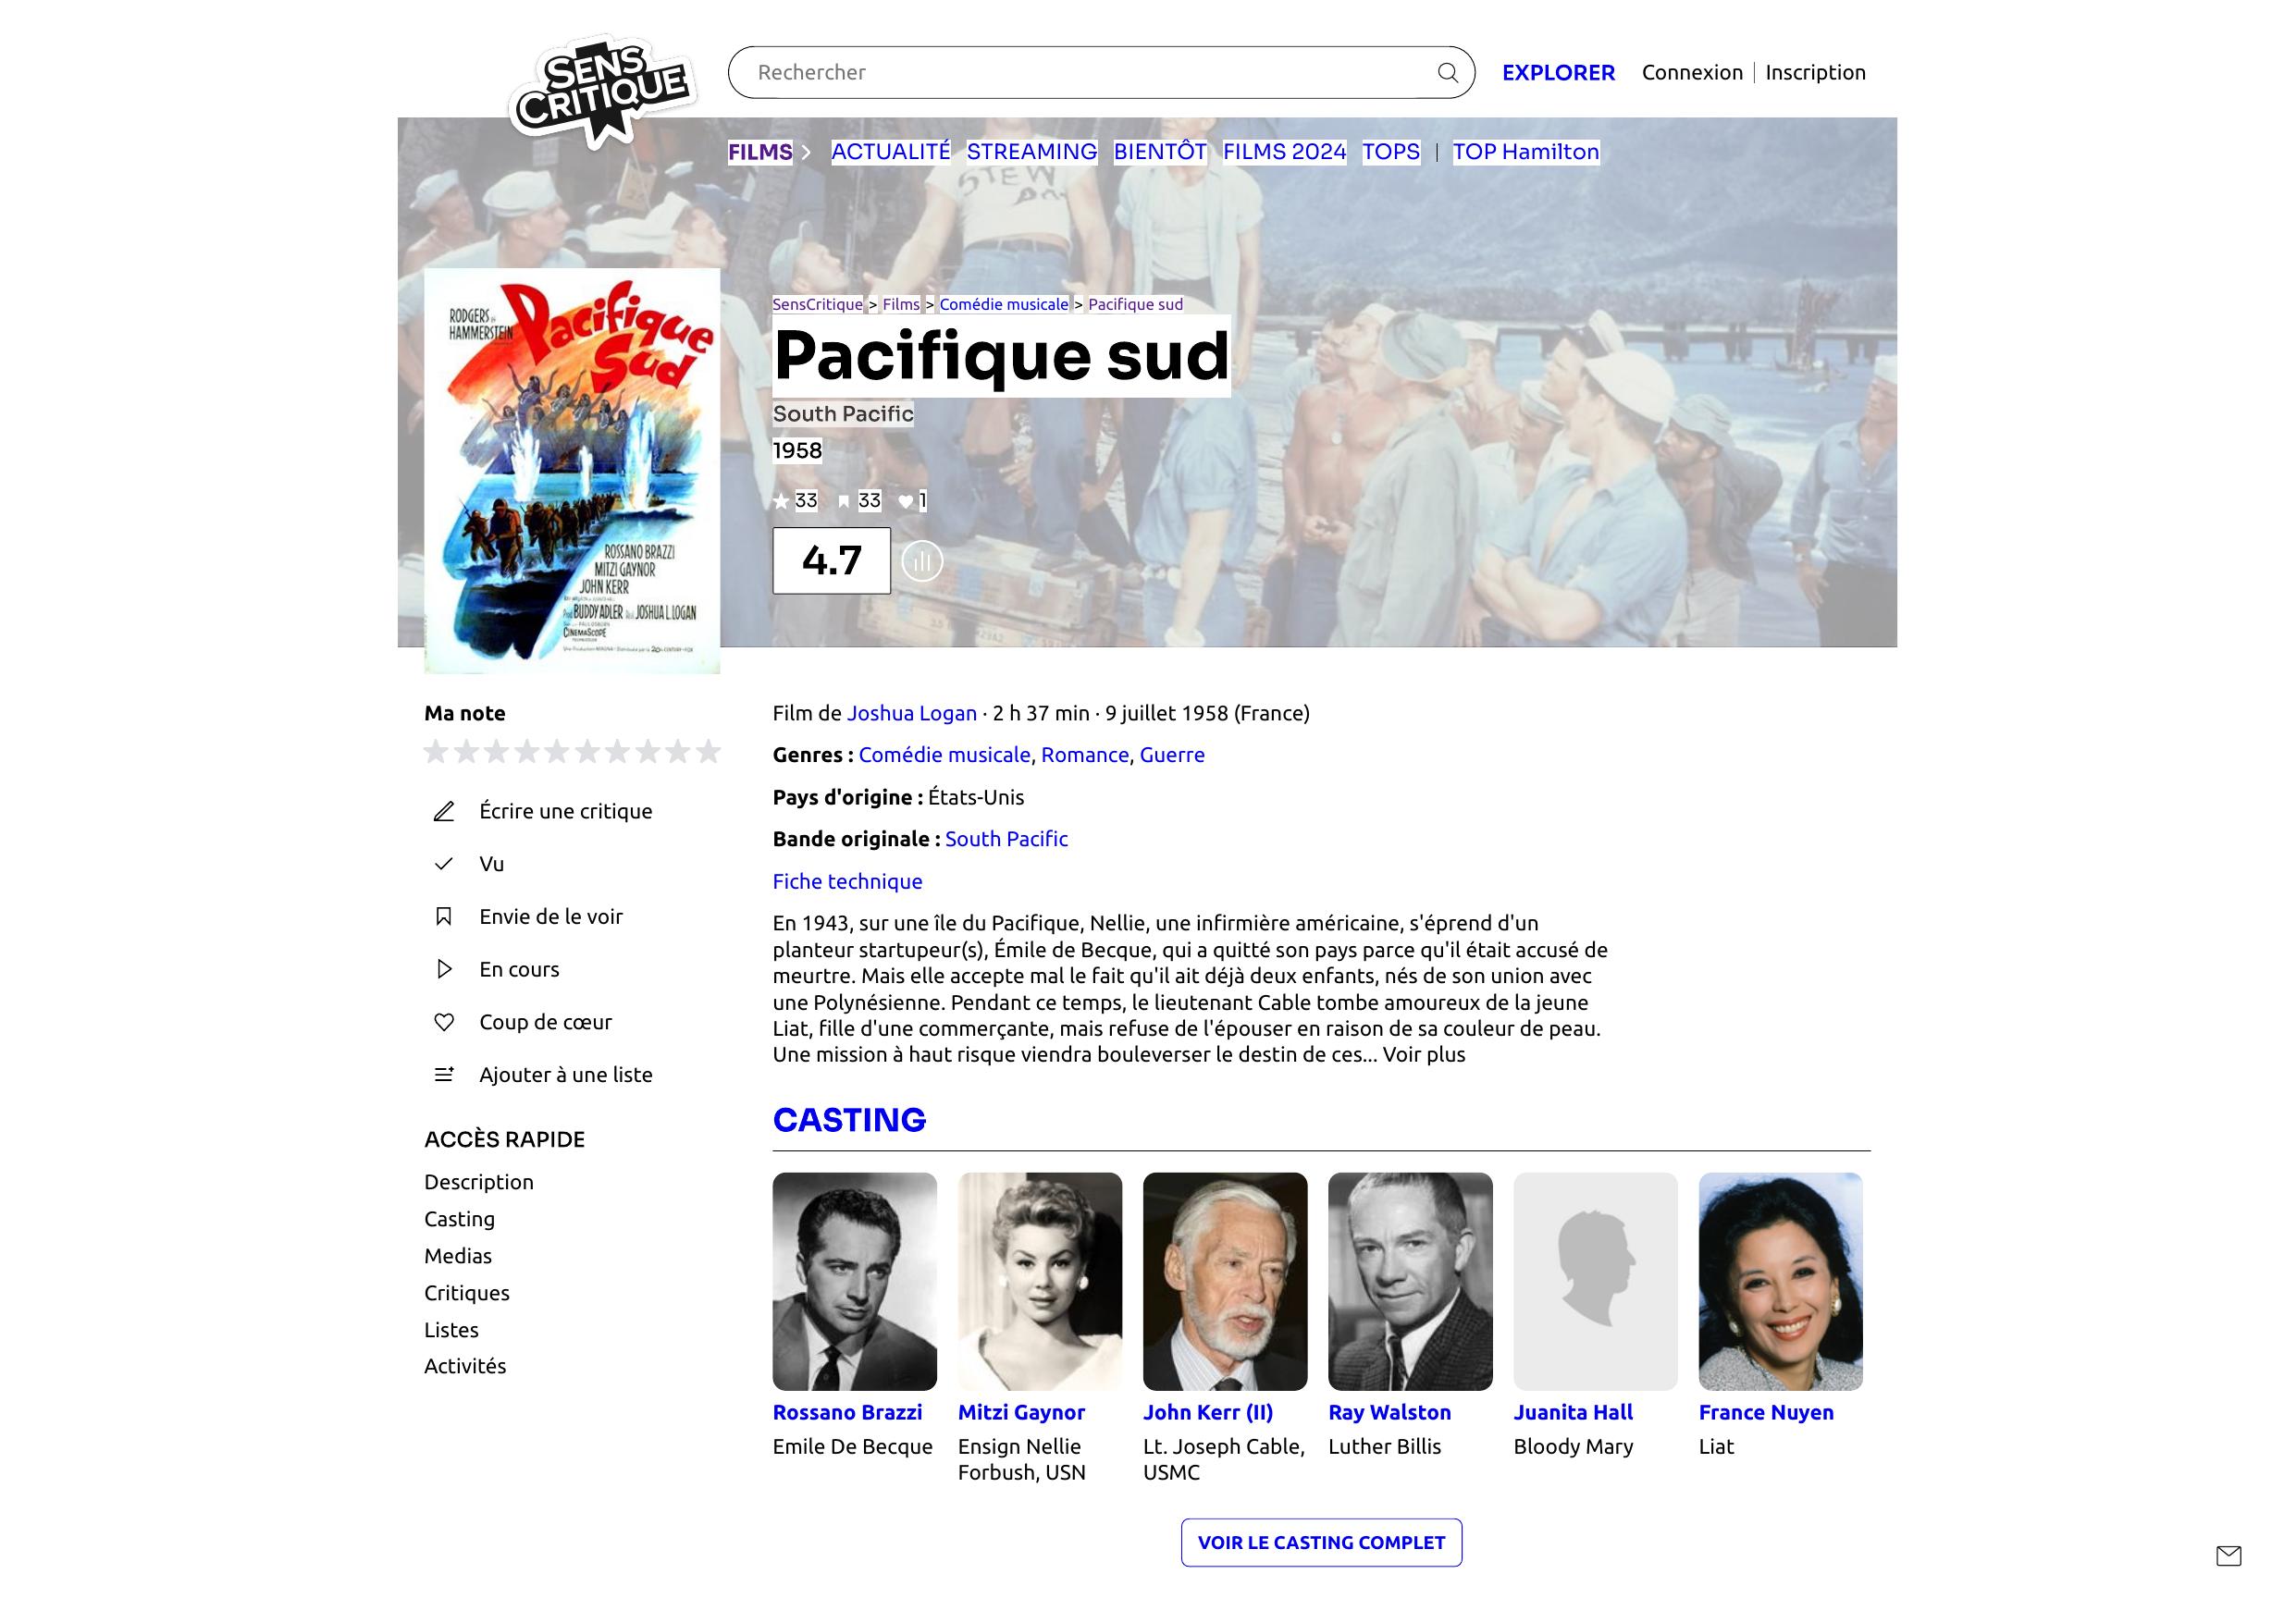 SENS
CRITIQUE
Rechercher
EXPLORER
Connexion | Inscription
FILMS
ACTUALITÉ
STREAMING
BIENTÔT
FILMS 2024
TOPS
| TOP Hamilton
STEW
RODGERS
HAMMERSTEIN
Pacifique
Sud
ROSSANO BRAZZI
MITZI GAYNOR
JOHN KERR
BUDDY ADLER
JOSHUA L. LOGAN
CINEMASCOPE
SensCritique > Films > Comédie musicale > Pacifique sud
Pacifique sud
South Pacific
1958
33 33 1
4.7
Ma note
Écrire une critique
Vu
Envie de le voir
En cours
Coup de cœur
Ajouter à une liste
ACCÈS RAPIDE
Description
Casting
Medias
Critiques
Listes
Activités
Film de Joshua Logan · 2 h 37 min · 9 juillet 1958 (France)
Genres : Comédie musicale, Romance, Guerre
Pays d'origine : États-Unis
Bande originale : South Pacific
Fiche technique
En 1943, sur une île du Pacifique, Nellie, une infirmière américaine, s'éprend d'un
planteur startupeur(s), Émile de Becque, qui a quitté son pays parce qu'il était accusé de
meurtre. Mais elle accepte mal le fait qu'il ait déjà deux enfants, nés de son union avec
une Polynésienne. Pendant ce temps, le lieutenant Cable tombe amoureux de la jeune
Liat, fille d'une commerçante, mais refuse de l'épouser en raison de sa couleur de peau.
Une mission à haut risque viendra bouleverser le destin de ces... Voir plus
CASTING
Rossano Brazzi
Emile De Becque
Mitzi Gaynor
Ensign Nellie
Forbush, USN
John Kerr (II)
Lt. Joseph Cable,
USMC
Ray Walston
Luther Billis
Juanita Hall
Bloody Mary
France Nuyen
Liat
VOIR LE CASTING COMPLET